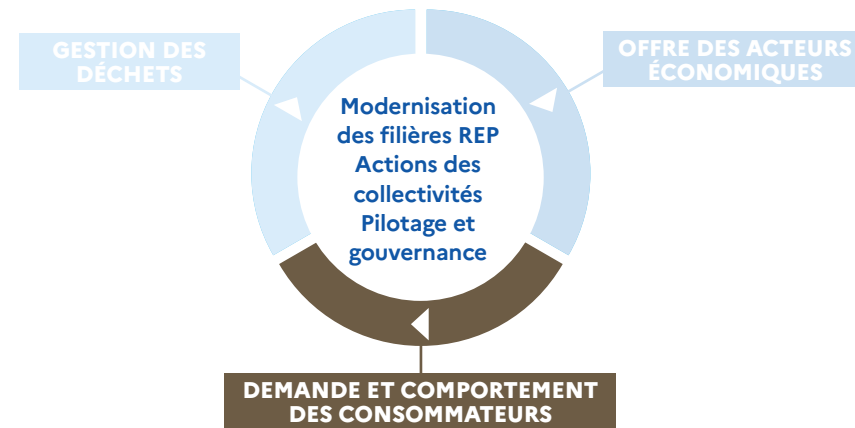 GESTION DES
DÉCHETS
OFFRE DES ACTEURS
ÉCONOMIQUES
Modernisation
des filières REP
Actions des
collectivités
Pilotage et
gouvernance
DEMANDE ET COMPORTEMENT
DES CONSOMMATEURS